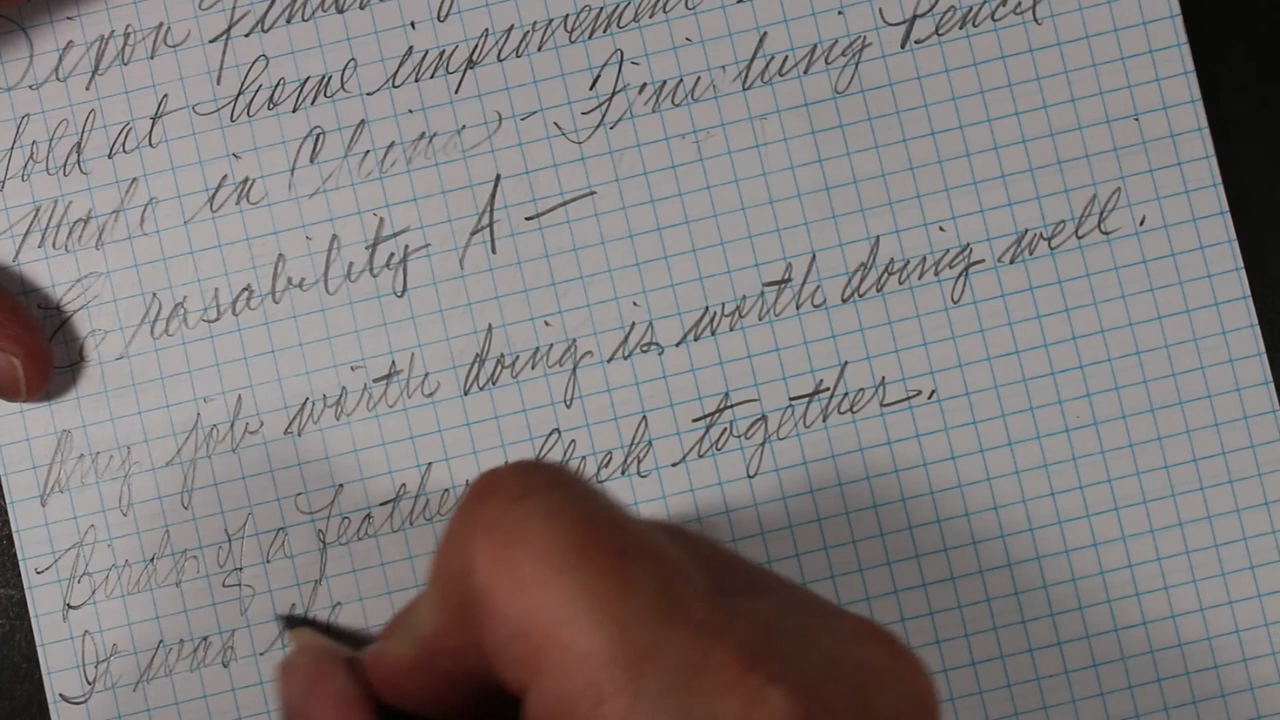 Dixon
Sold at home improvement
Made in China - Finishing Pencil
Erasability A-
Any job worth doing is worth doing well.
Birds of a feather flock together.
It was the